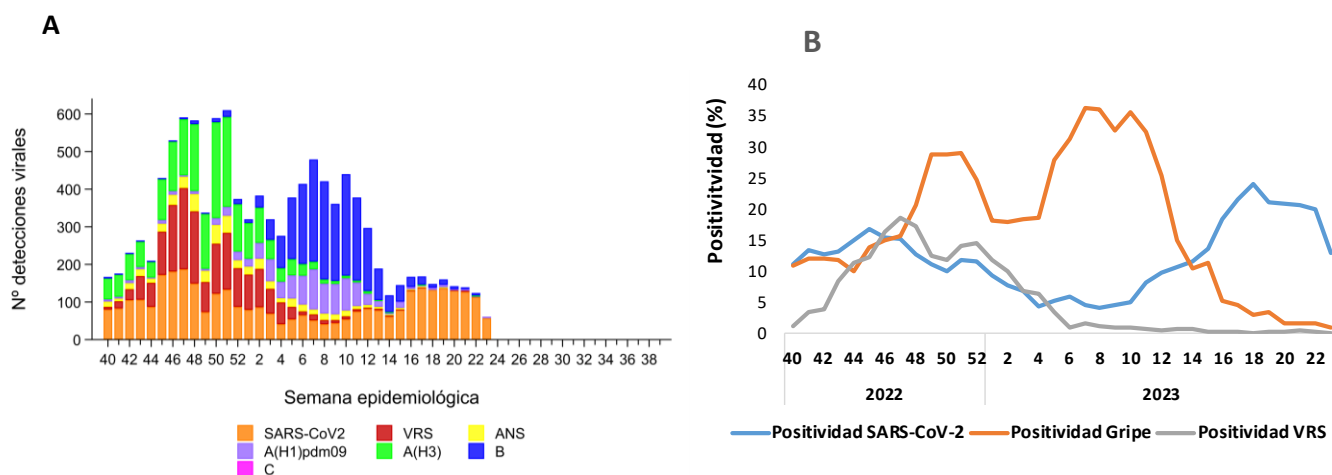 A
Nº detecciones virales
600
500
400
300
200
100
0
40 42 44 46 48 50 52 2 4 6 8 10 12 14 16 18 20 22 24 26 28 30 32 34 36 38
Semana epidemiológica
SARS-CoV2 VRS ANS
A(H1)pdm09 A(H3) B
C
B
Positivitvidad (%)
40
35
30
25
20
15
10
5
0
40 42 44 46 48 50 52 2 4 6 8 10 12 14 16 18 20 22
2022 2023
Positividad SARS-CoV-2 Positividad Gripe Positividad VRS